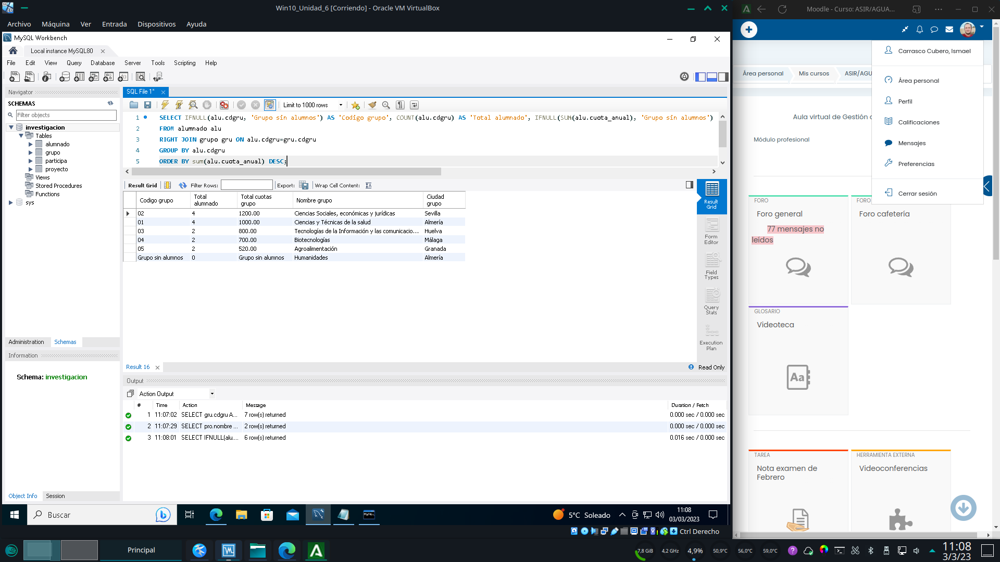 Win10_Unidad_6 [Corriendo] - Oracle VM VirtualBox
Archivo Máquina Ver Entrada Dispositivos Ayuda
MySQL Workbench
Local instance MySQL80
File Edit View Query Database Server Tools Scripting Help
Navigator
SCHEMAS
Filter objects
investigacion
Tables
alumnado
grupo
participa
proyecto
Views
Stored Procedures
Functions
sys
Administration Schemas
Information
Schema: investigacion
Object Info Session
SQL File 1*
Limit to 1000 rows
1 SELECT IFNULL(alu.cdgru, 'Grupo sin alumnos') AS 'Codigo grupo', COUNT(alu.cdgru) AS 'Total alumnado', IFNULL(SUM(alu.cuota_anual), 'Grupo sin alumnos')
2 FROM alumnado alu
3 RIGHT JOIN grupo gru ON alu.cdgru=gru.cdgru
4 GROUP BY alu.cdgru
5 ORDER BY sum(alu.cuota_anual) DESC;
Result Grid Filter Rows: Export: Wrap Cell Content:
Codigo grupo Total alumnado Total cuotas grupo Nombre grupo Ciudad grupo
02 4 1200.00 Ciencias Sociales, económicas y jurídicas Sevilla
01 4 1000.00 Ciencias y Técnicas de la salud Almería
03 2 800.00 Tecnologías de la Información y las comunicacio... Huelva
04 2 700.00 Biotecnologías Málaga
05 2 520.00 Agroalimentación Granada
Grupo sin alumnos 0 Grupo sin alumnos Humanidades Almería
Result Grid
Form Editor
Field Types
Query Stats
Execution Plan
Result 16
Read Only
Output
Action Output
# Time Action Message Duration / Fetch
1 11:07:02 SELECT gru.cdgru A... 7 row(s) returned 0.000 sec / 0.000 sec
2 11:07:29 SELECT pro.nombre ... 2 row(s) returned 0.000 sec / 0.000 sec
3 11:08:01 SELECT IFNULL(alu.... 6 row(s) returned 0.016 sec / 0.000 sec
Buscar
5°C Soleado
11:08
03/03/2023
Ctrl Derecho
Moodle - Curso: ASIR/AGUA...
Carrasco Cubero, Ismael
Área personal
Perfil
Calificaciones
Mensajes
Preferencias
Cerrar sesión
Área personal Mis cursos ASIR/AGU
Aula virtual de Gestión
Módulo profesional
FORO
Foro general
77 mensajes no
leídos
FORO
Foro cafetería
GLOSARIO
Videoteca
Aa
TAREA
Nota examen de
Febrero
HERRAMIENTA EXTERNA
Videoconferencias
Principal
7,8 GiB 4,2 GHz 4,9% 50,9°C 56,0°C 59,0°C
11:08
3/3/23